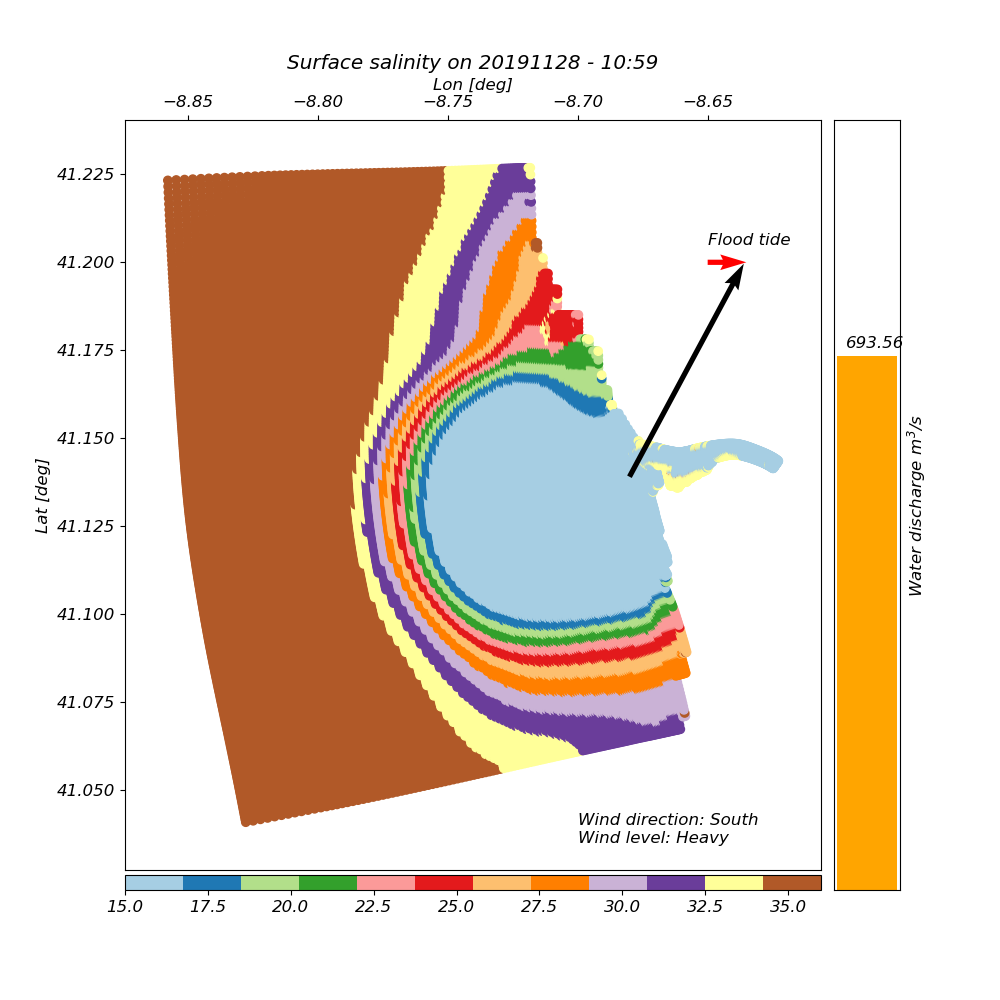 Surface salinity on 20191128 - 10:59
Lon [deg]
−8.85 −8.80 −8.75 −8.70 −8.65
41.225
Flood tide
41.200
41.175
693.56
41.150
Lat [deg]
41.125
Water discharge m³/s
41.100
41.075
41.050
Wind direction: South
Wind level: Heavy
15.0 17.5 20.0 22.5 25.0 27.5 30.0 32.5 35.0